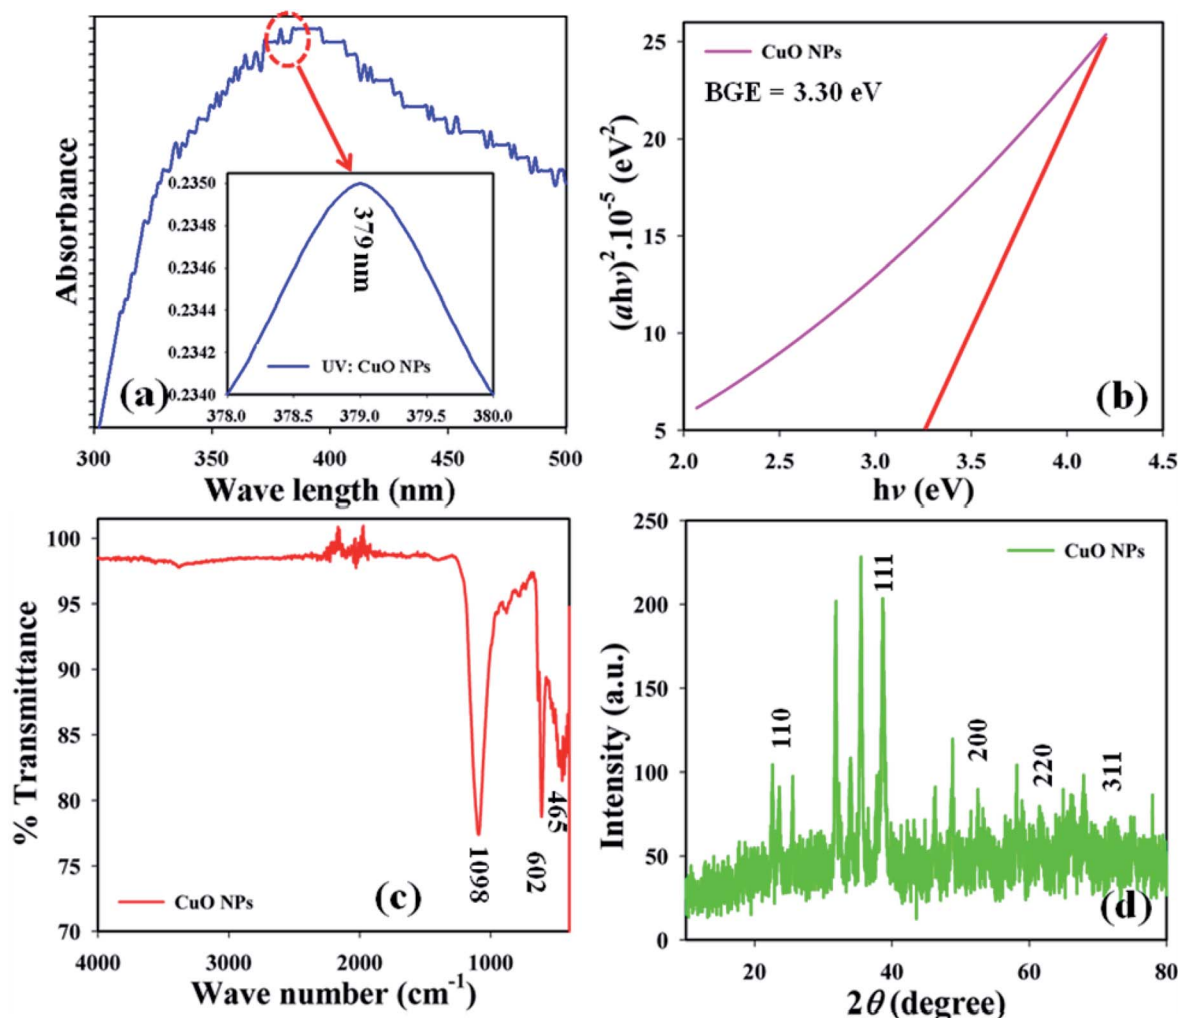 Absorbance
0.2350
0.2348
0.2346
0.2344
0.2342
0.2340
379 nm
UV: CuO NPs
378.0 378.5 379.0 379.5 380.0
(a)
300 350 400 450 500
Wave length (nm)
(αhν)².10⁻⁵ (eV²)
25
20
15
10
5
CuO NPs
BGE = 3.30 eV
(b)
2.0 2.5 3.0 3.5 4.0 4.5
hν (eV)
% Transmittance
100
95
90
85
80
75
70
1098
602
465
CuO NPs
(c)
4000 3000 2000 1000
Wave number (cm⁻¹)
Intensity (a.u.)
250
200
150
100
50
0
CuO NPs
110
111
200
220
311
(d)
20 40 60 80
2θ (degree)